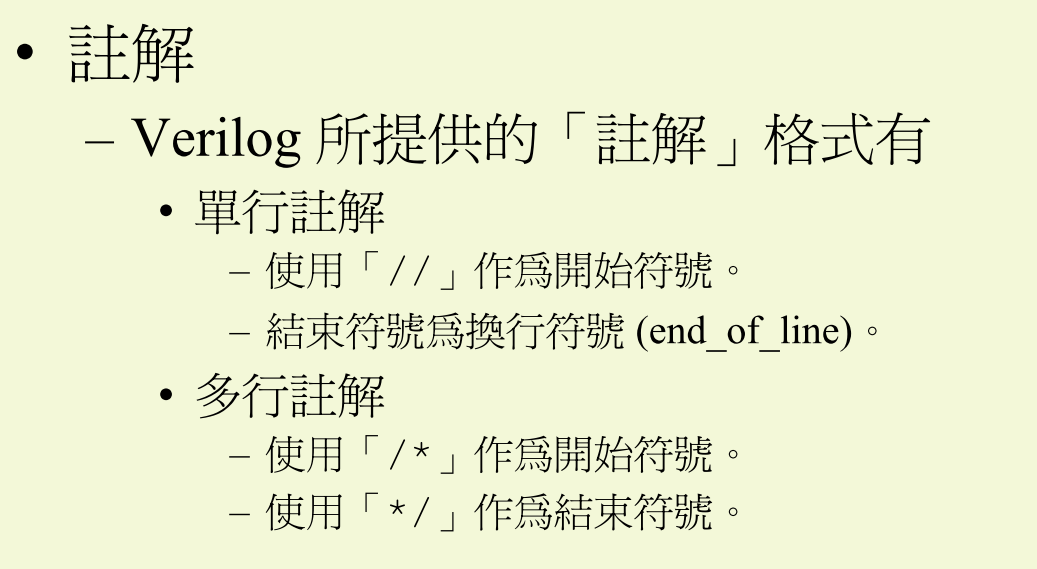 • 註解
– Verilog 所提供的「註解」格式有
• 單行註解
– 使用「//」作爲開始符號。
– 結束符號爲換行符號 (end_of_line)。
• 多行註解
– 使用「/*」作爲開始符號。
– 使用「*/」作爲結束符號。